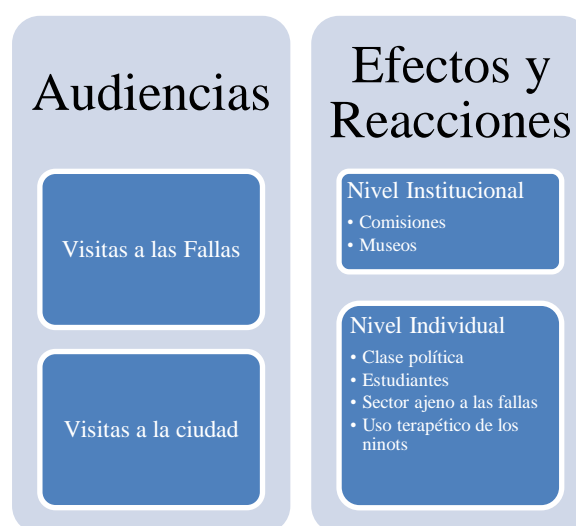 Audiencias
Visitas a las Fallas
Visitas a la ciudad
Efectos y
Reacciones
Nivel Institucional
• Comisiones
• Museos
Nivel Individual
• Clase política
• Estudiantes
• Sector ajeno a las fallas
• Uso terapético de los
ninots